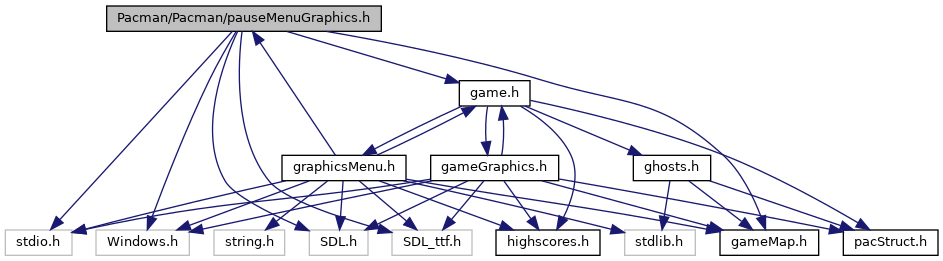 Pacman/Pacman/pauseMenuGraphics.h
game.h
graphicsMenu.h
gameGraphics.h
ghosts.h
stdio.h
Windows.h
string.h
SDL.h
SDL_ttf.h
highscores.h
stdlib.h
gameMap.h
pacStruct.h